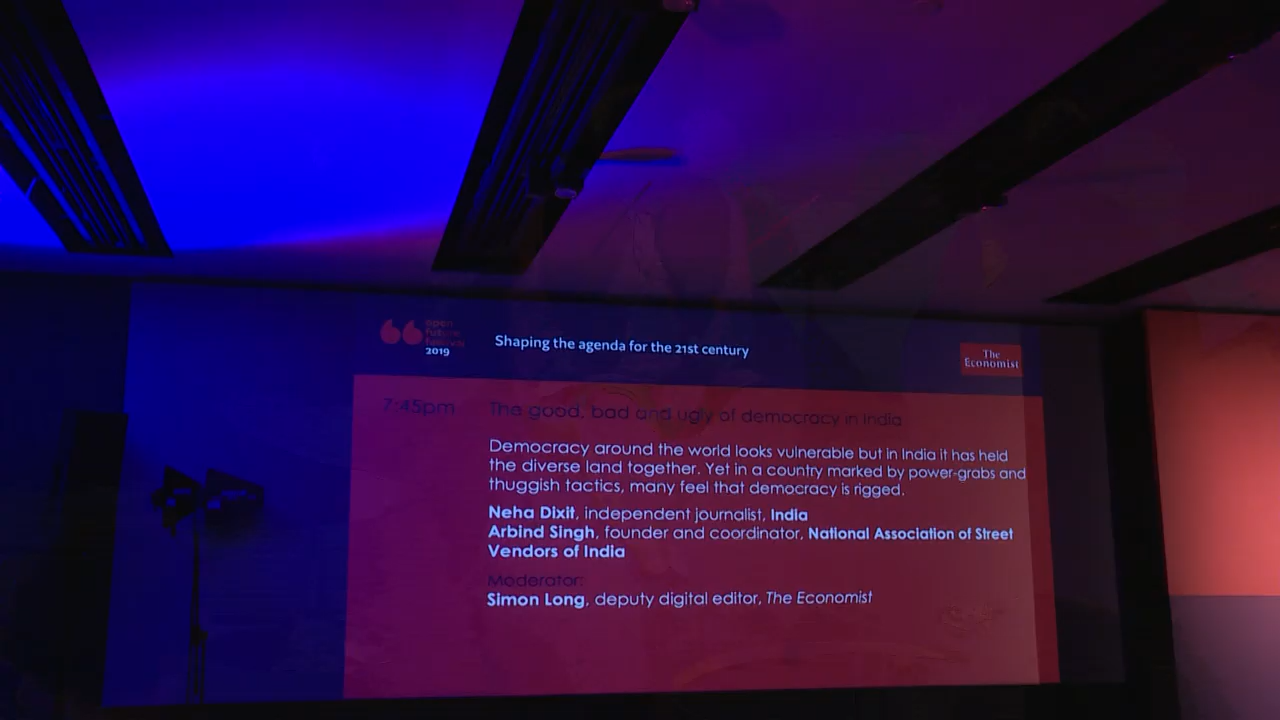 open
future
festival
2019
Shaping the agenda for the 21st century
The
Economist
7:45pm
The good, bad and ugly of democracy in India
Democracy around the world looks vulnerable but in India it has held
the diverse land together. Yet in a country marked by power-grabs and
thuggish tactics, many feel that democracy is rigged.
Neha Dixit, independent journalist, India
Arbind Singh, founder and coordinator, National Association of Street
Vendors of India
Moderator:
Simon Long, deputy digital editor, The Economist